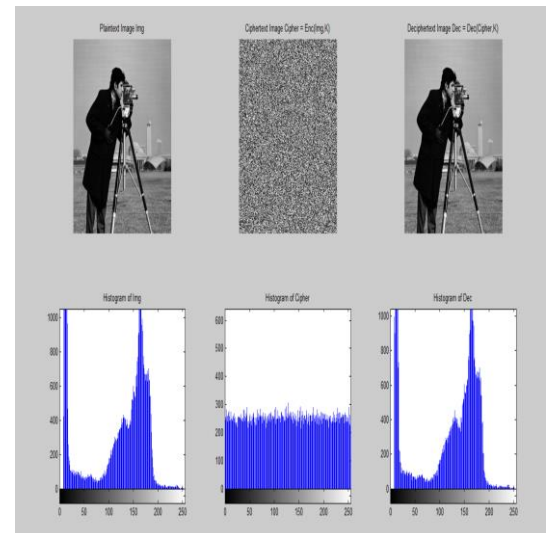 Plaintext Image Img
Ciphertext Image Cipher = Enc(Img,K)
Deciphertext Image Dec = Dec(Cipher,K)
Histogram of Img
Histogram of Cipher
Histogram of Dec
1000
800
600
400
200
0
0 50 100 150 200 250
600
500
400
300
200
100
0
0 50 100 150 200 250
1000
800
600
400
200
0
0 50 100 150 200 250